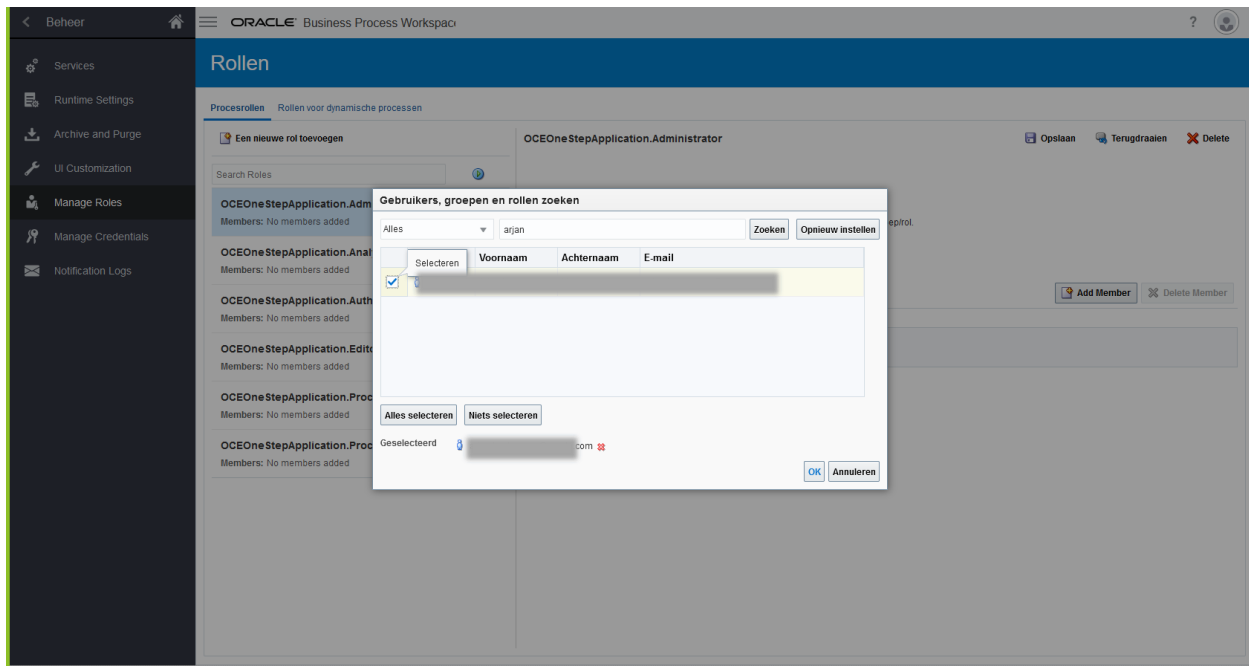 Beheer
ORACLE Business Process Workspac
?
Services
Runtime Settings
Archive and Purge
UI Customization
Manage Roles
Manage Credentials
Notification Logs
Rollen
Procesrollen Rollen voor dynamische processen
Een nieuwe rol toevoegen
Search Roles
OCEOneStepApplication.Adm
Members: No members added
OCEOneStepApplication.Anal
Members: No members added
OCEOneStepApplication.Auth
Members: No members added
OCEOneStepApplication.Edito
Members: No members added
OCEOneStepApplication.Proc
Members: No members added
OCEOneStepApplication.Proc
Members: No members added
OCEOneStepApplication.Administrator
Opslaan Terugdraaien Delete
ep/rol.
Add Member Delete Member
Gebruikers, groepen en rollen zoeken
Alles arjan Zoeken Opnieuw instellen
Selecteren Voornaam Achternaam E-mail
Alles selecteren Niets selecteren
Geselecteerd com
OK Annuleren